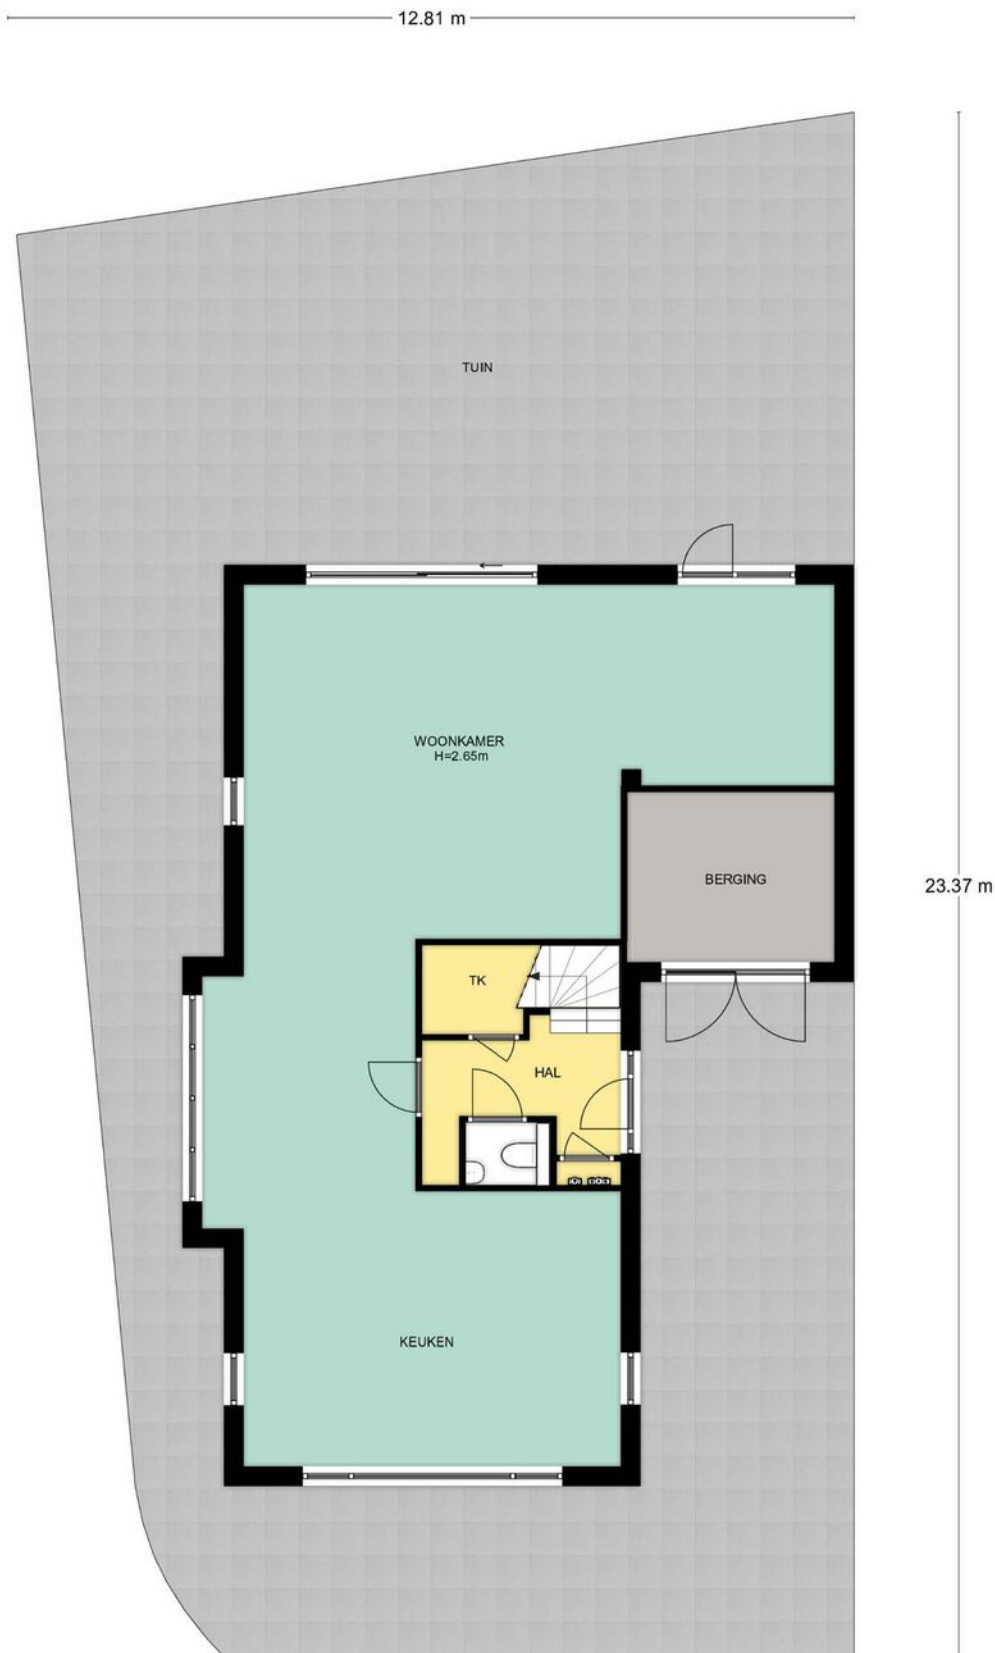 12.81 m
TUIN
WOONKAMER
H=2.65m
BERGING
23.37 m
TK
HAL
KEUKEN